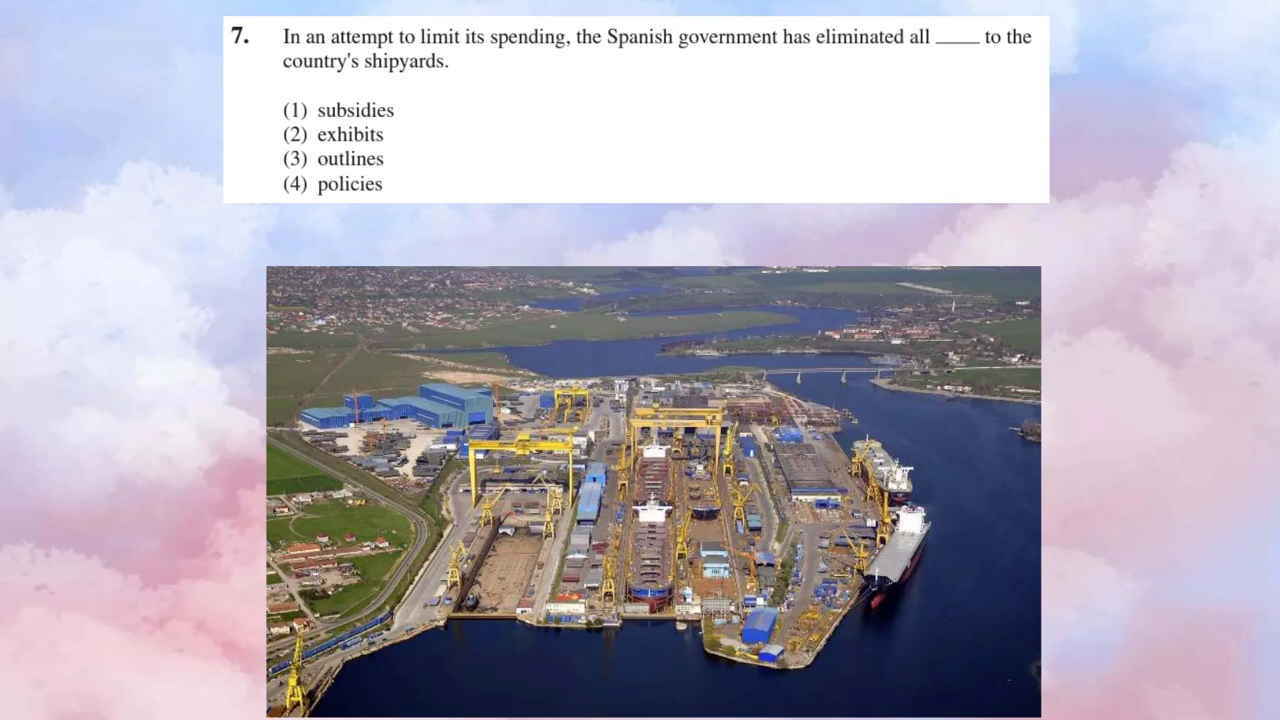 7. In an attempt to limit its spending, the Spanish government has eliminated all ____ to the
country's shipyards.
(1) subsidies
(2) exhibits
(3) outlines
(4) policies